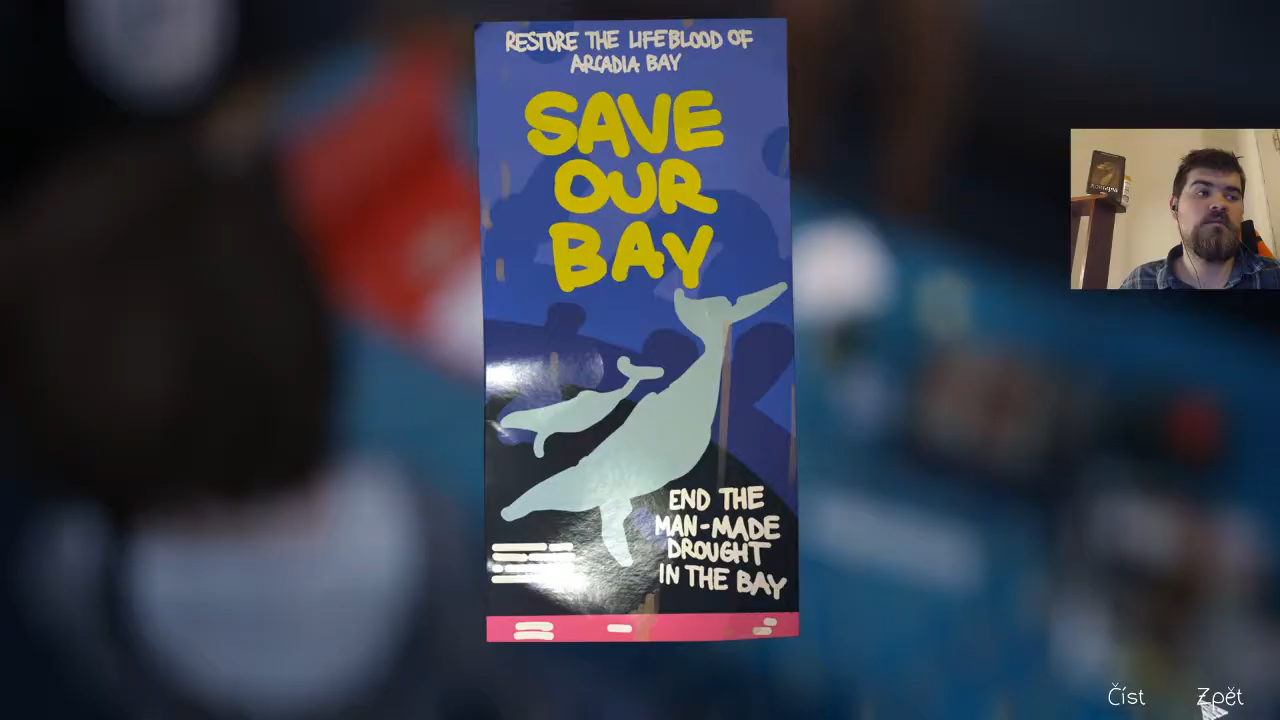 RESTORE THE LIFEBLOOD OF
ARCADIA BAY
SAVE
OUR
BAY
END THE
MAN-MADE
DROUGHT
IN THE BAY
Číst Zpět